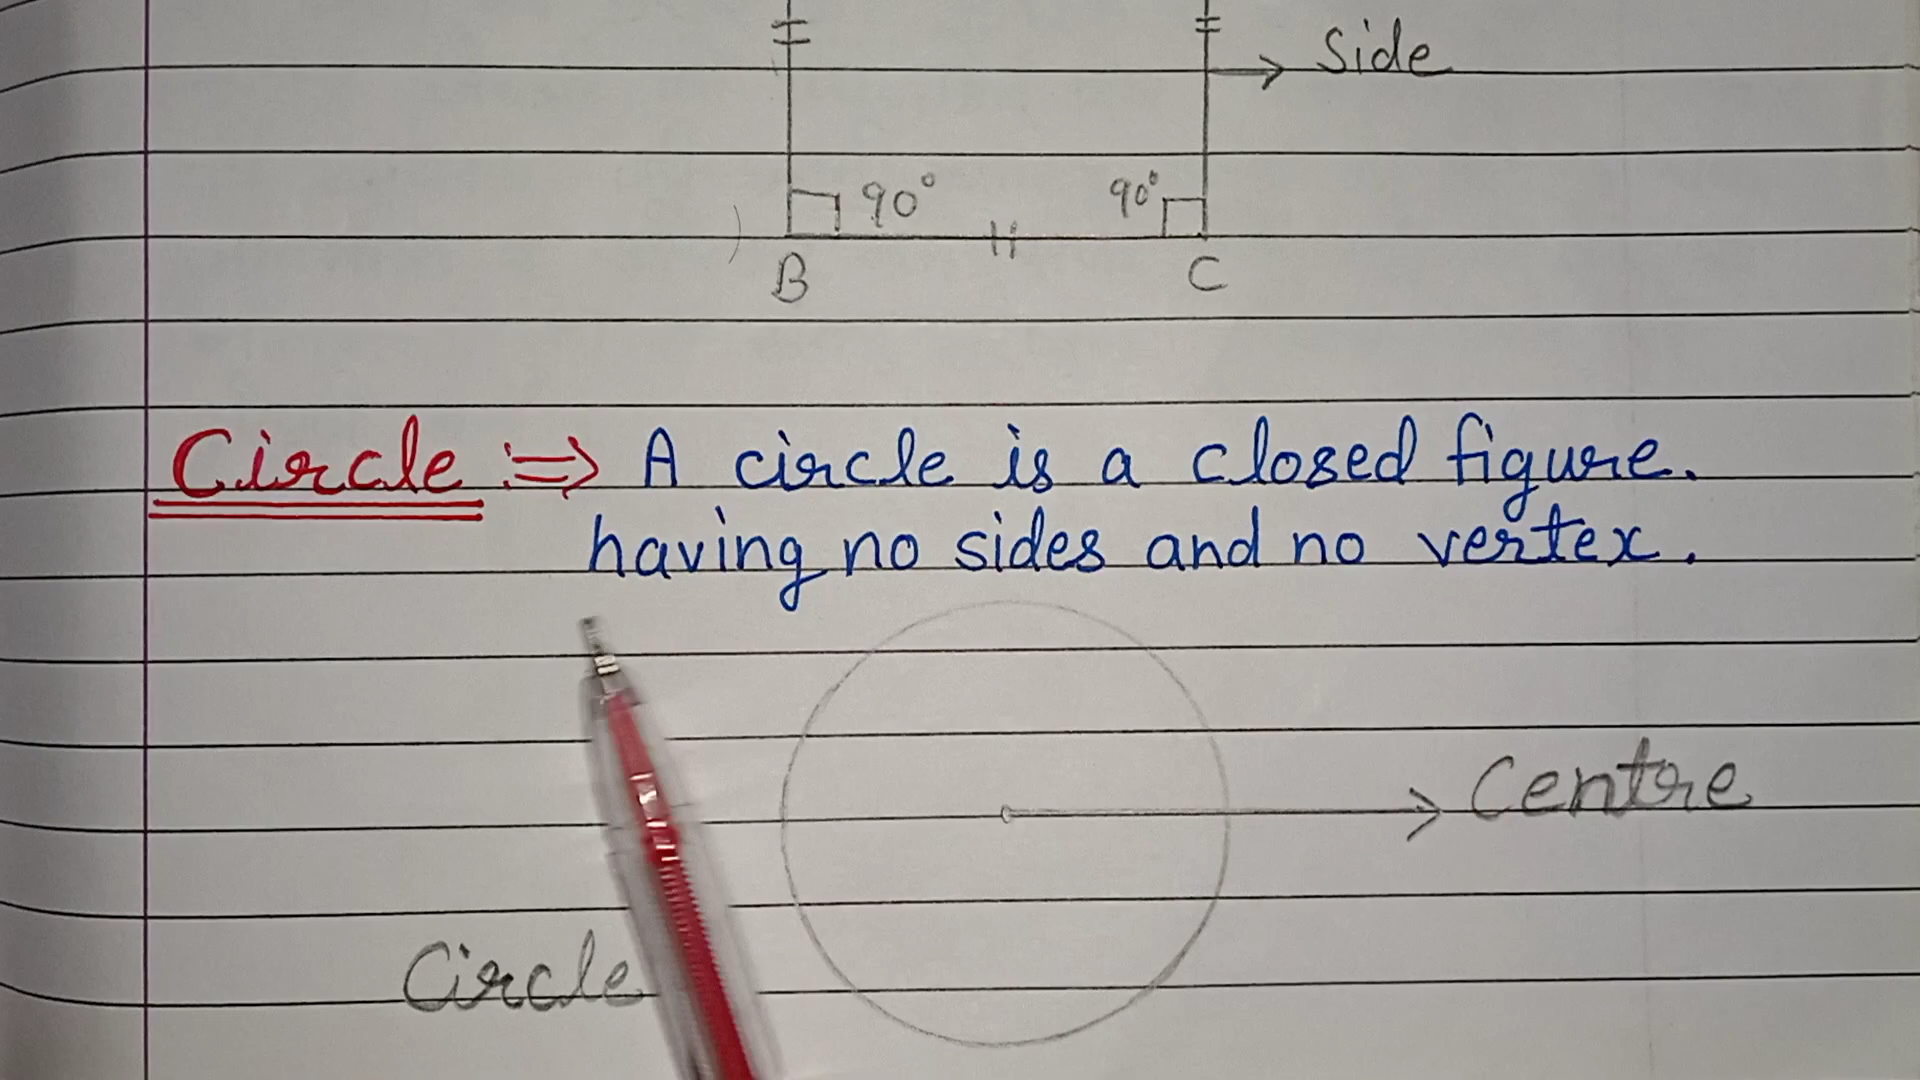 Side
90° 90°
B C
Circle :⇒ A circle is a closed figure.
having no sides and no vertex.
Centre
Circle